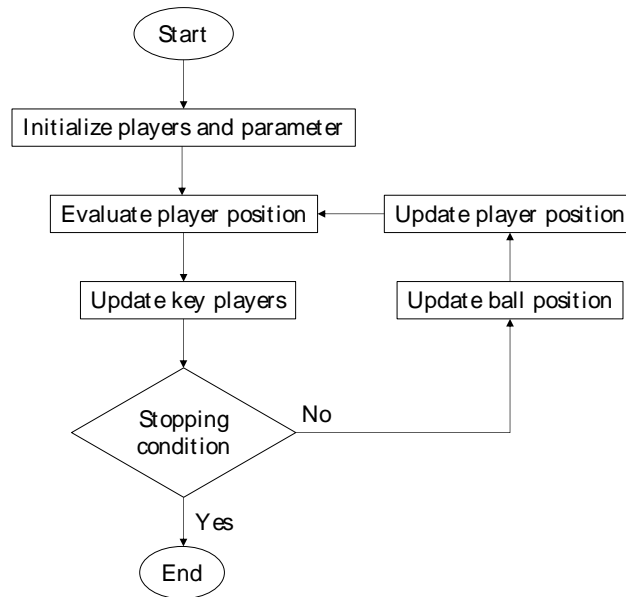 Start
Initialize players and parameter
Evaluate player position
Update player position
Update key players
Update ball position
Stopping
condition
No
Yes
End